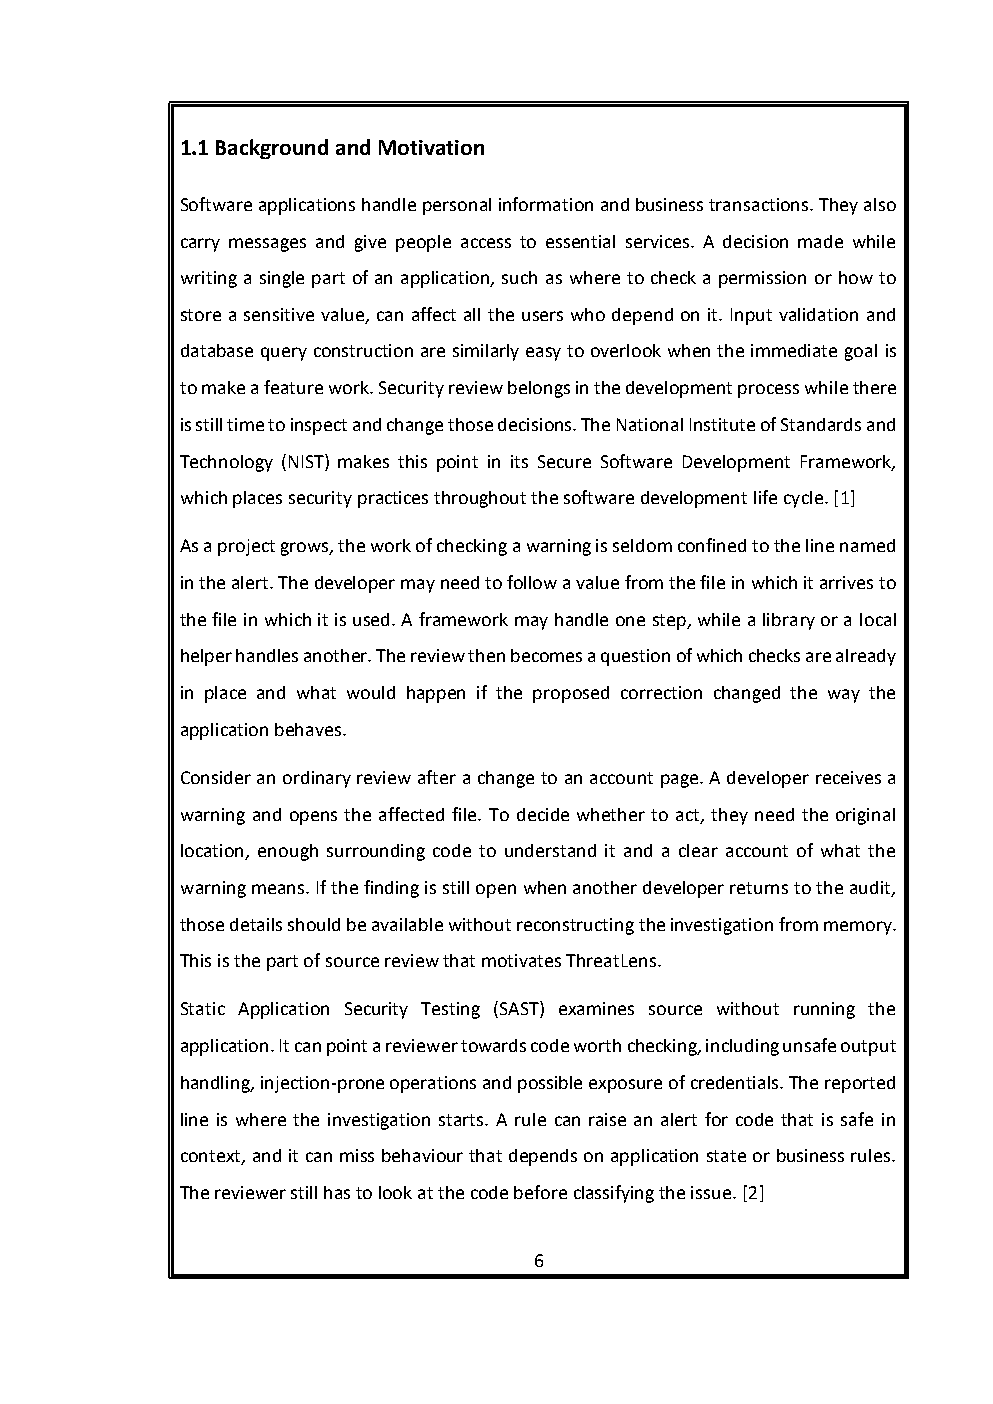 1.1 Background and Motivation
Software applications handle personal information and business transactions. They also
carry messages and give people access to essential services. A decision made while
writing a single part of an application, such as where to check a permission or how to
store a sensitive value, can affect all the users who depend on it. Input validation and
database query construction are similarly easy to overlook when the immediate goal is
to make a feature work. Security review belongs in the development process while there
is still time to inspect and change those decisions. The National Institute of Standards and
Technology (NIST) makes this point in its Secure Software Development Framework,
which places security practices throughout the software development life cycle. [1]
As a project grows, the work of checking a warning is seldom confined to the line named
in the alert. The developer may need to follow a value from the file in which it arrives to
the file in which it is used. A framework may handle one step, while a library or a local
helper handles another. The review then becomes a question of which checks are already
in place and what would happen if the proposed correction changed the way the
application behaves.
Consider an ordinary review after a change to an account page. A developer receives a
warning and opens the affected file. To decide whether to act, they need the original
location, enough surrounding code to understand it and a clear account of what the
warning means. If the finding is still open when another developer returns to the audit,
those details should be available without reconstructing the investigation from memory.
This is the part of source review that motivates ThreatLens.
Static Application Security Testing (SAST) examines source without running the
application. It can point a reviewer towards code worth checking, including unsafe output
handling, injection-prone operations and possible exposure of credentials. The reported
line is where the investigation starts. A rule can raise an alert for code that is safe in
context, and it can miss behaviour that depends on application state or business rules.
The reviewer still has to look at the code before classifying the issue. [2]
6